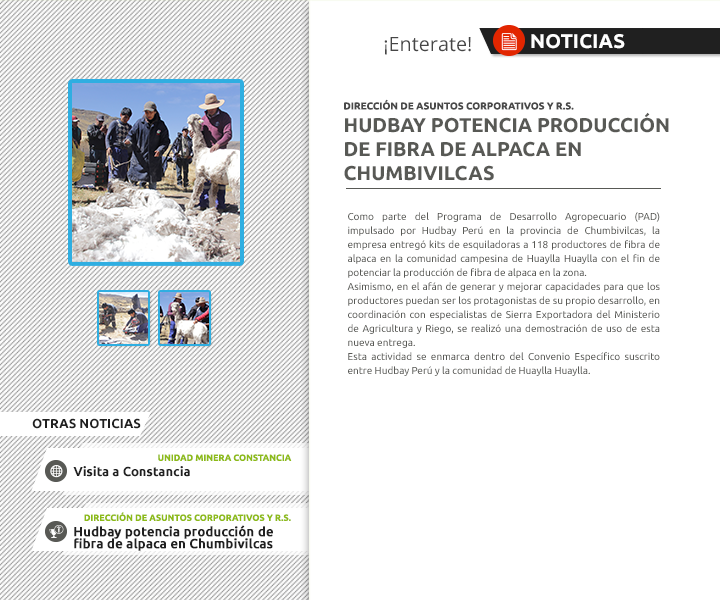 ¡Enterate!
NOTICIAS
DIRECCIÓN DE ASUNTOS CORPORATIVOS Y R.S.
HUDBAY POTENCIA PRODUCCIÓN
DE FIBRA DE ALPACA EN
CHUMBIVILCAS
Como parte del Programa de Desarrollo Agropecuario (PAD)
impulsado por Hudbay Perú en la provincia de Chumbivilcas, la
empresa entregó kits de esquiladoras a 118 productores de fibra de
alpaca en la comunidad campesina de Huaylla Huaylla con el fin de
potenciar la producción de fibra de alpaca en la zona.
Asimismo, en el afán de generar y mejorar capacidades para que los
productores puedan ser los protagonistas de su propio desarrollo, en
coordinación con especialistas de Sierra Exportadora del Ministerio
de Agricultura y Riego, se realizó una demostración de uso de esta
nueva entrega.
Esta actividad se enmarca dentro del Convenio Específico suscrito
entre Hudbay Perú y la comunidad de Huaylla Huaylla.
OTRAS NOTICIAS
UNIDAD MINERA CONSTANCIA
Visita a Constancia
DIRECCIÓN DE ASUNTOS CORPORATIVOS Y R.S.
Hudbay potencia producción de
fibra de alpaca en Chumbivilcas